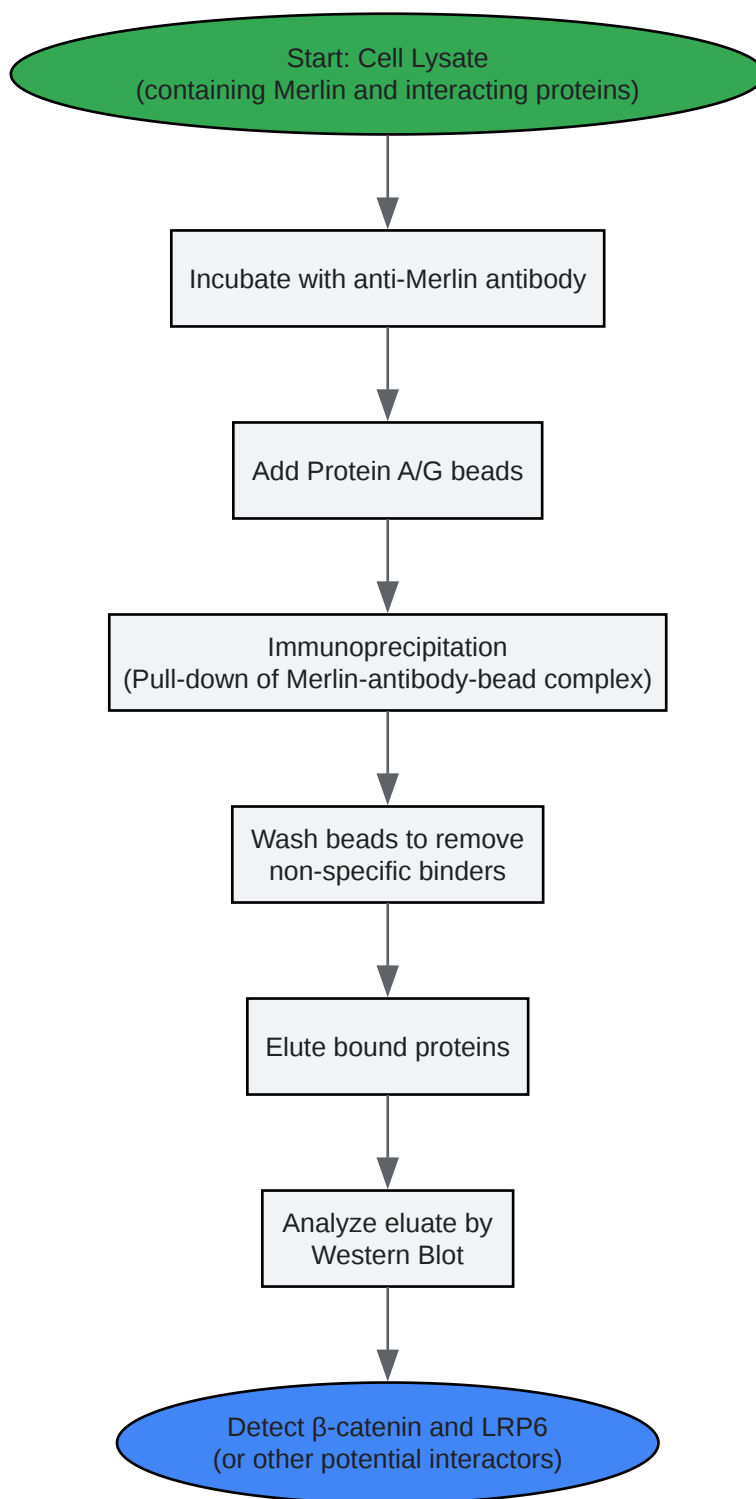 Start: Cell Lysate
(containing Merlin and interacting proteins)
Incubate with anti-Merlin antibody
Add Protein A/G beads
Immunoprecipitation
(Pull-down of Merlin-antibody-bead complex)
Wash beads to remove
non-specific binders
Elute bound proteins
Analyze eluate by
Western Blot
Detect β-catenin and LRP6
(or other potential interactors)